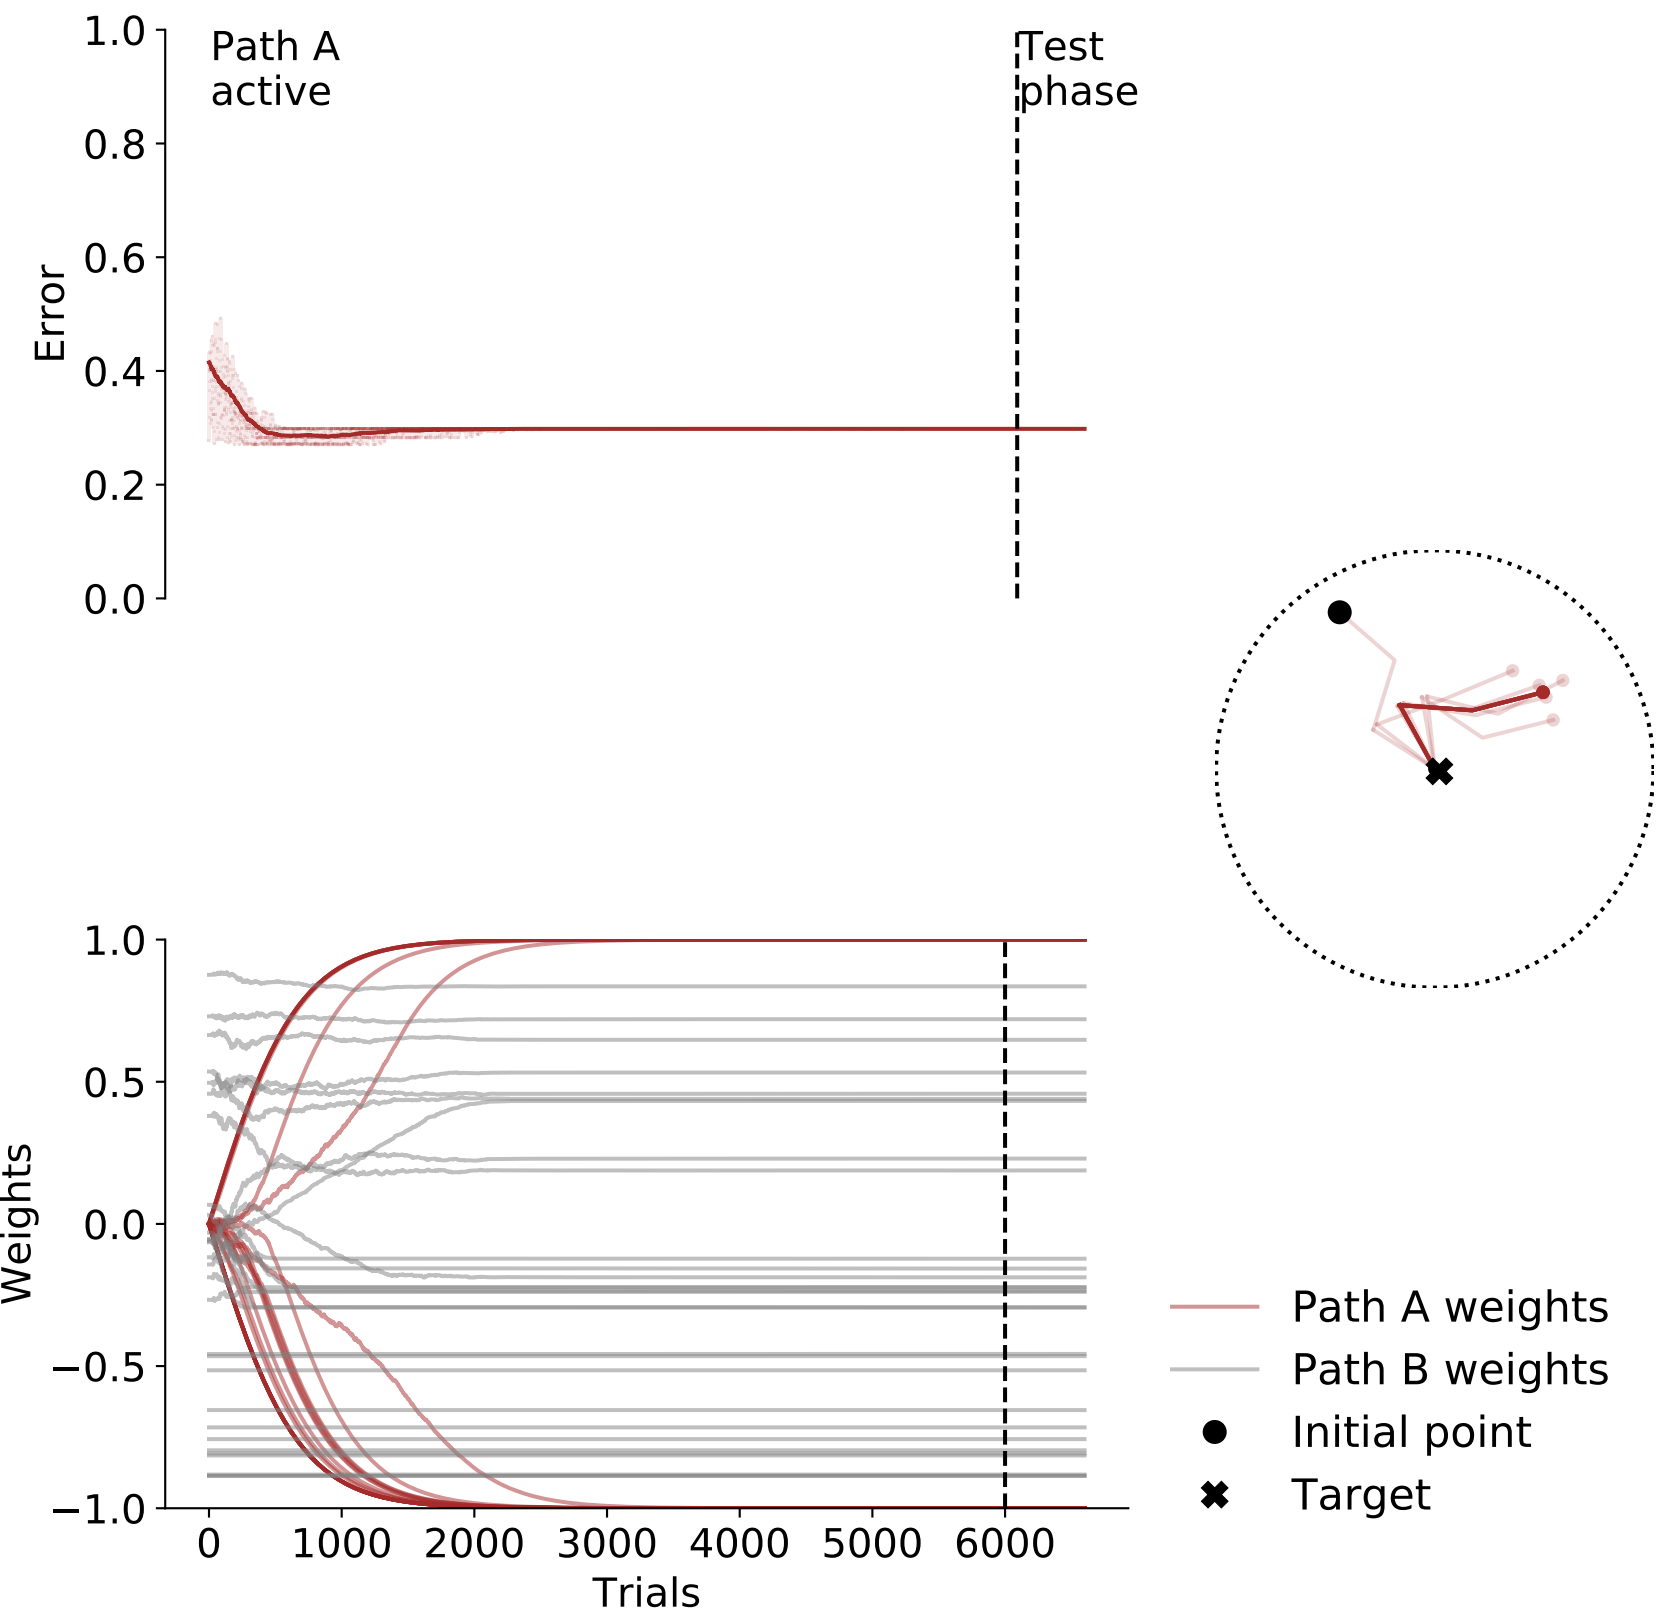 Path A
active
Test
phase
1.0
0.8
0.6
0.4
0.2
0.0
Error
1.0
0.5
0.0
−0.5
−1.0
Weights
0 1000 2000 3000 4000 5000 6000
Trials
Path A weights
Path B weights
Initial point
Target